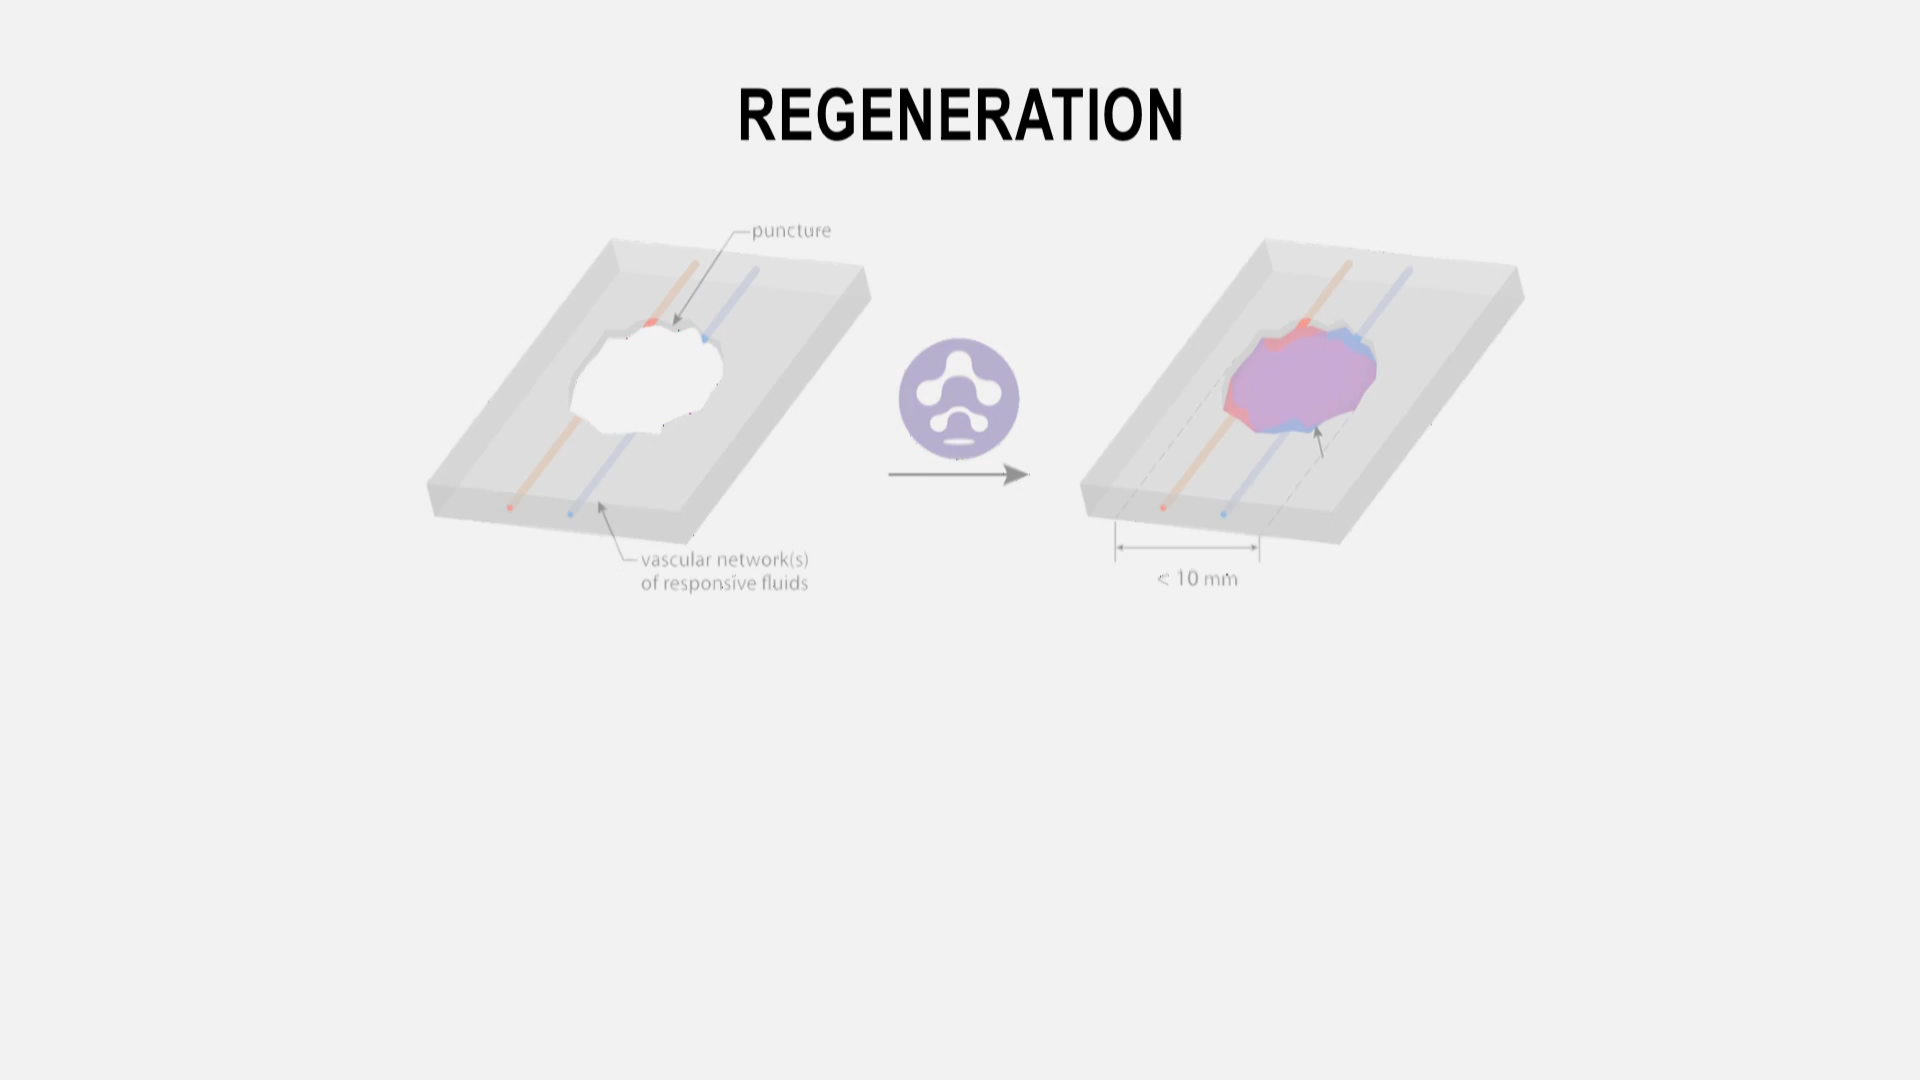 REGENERATION
puncture
vascular network(s)
of responsive fluids
< 10 mm